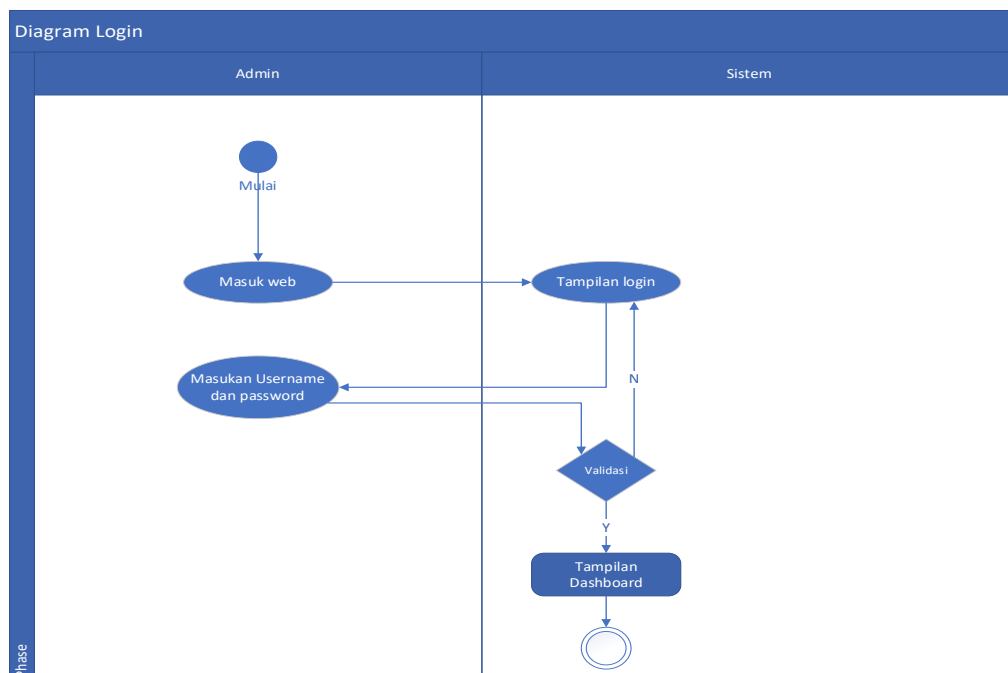 Diagram Login
Admin
Sistem
Mulai
Masuk web
Tampilan login
Masukan Username
dan password
N
Validasi
Y
Tampilan
Dashboard
Phase